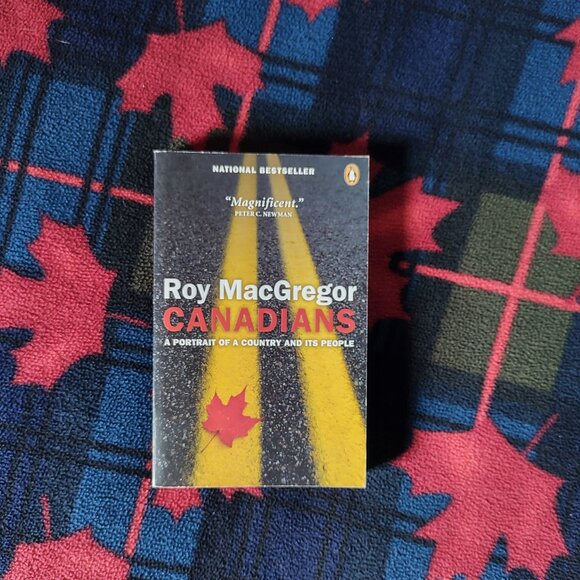 NATIONAL BESTSELLER
“Magnificent.”
PETER C. NEWMAN
Roy MacGregor
CANADIANS
A PORTRAIT OF A COUNTRY AND ITS PEOPLE